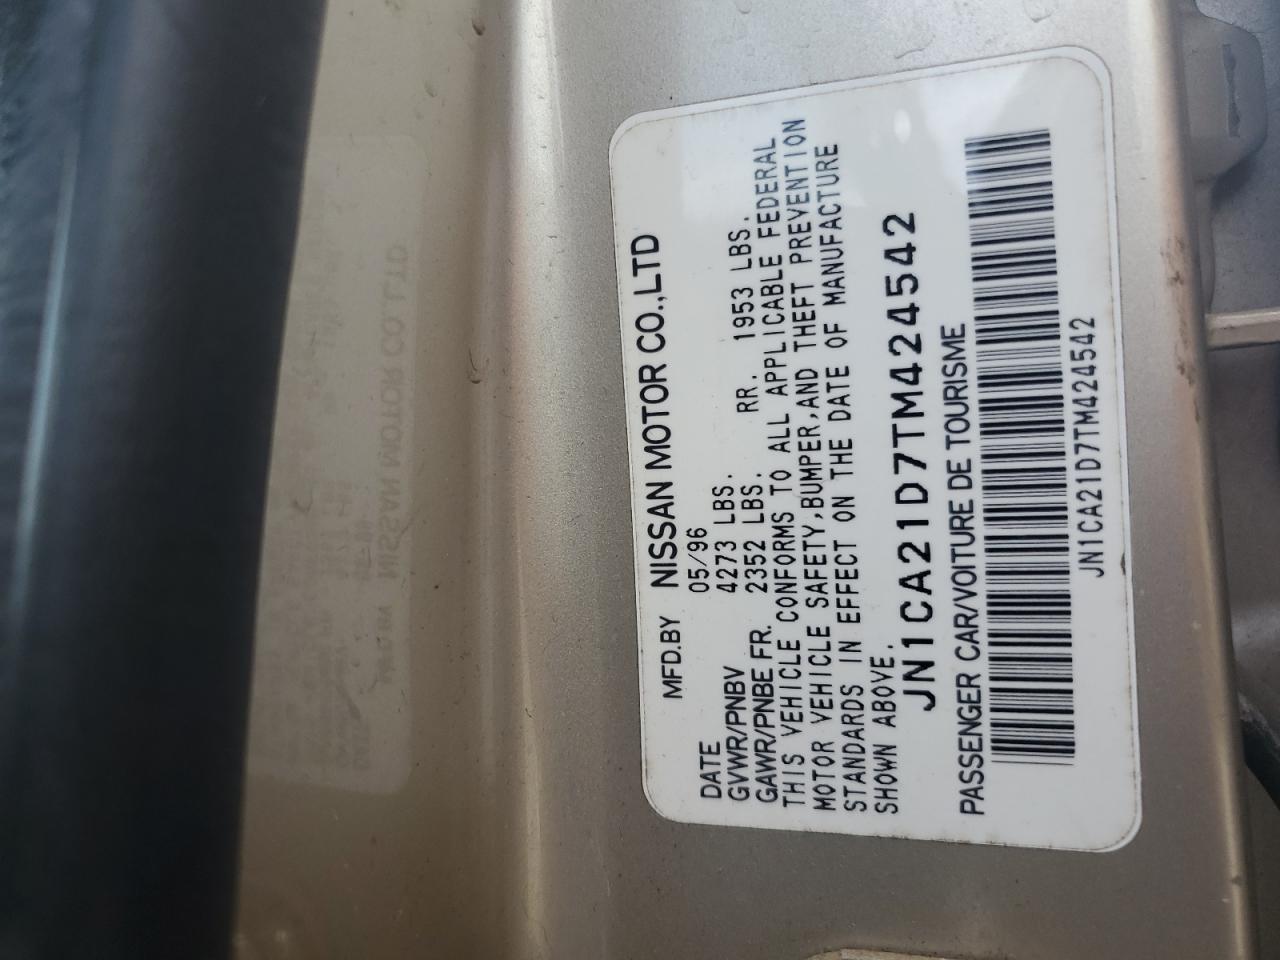 MFD.BY NISSAN MOTOR CO.,LTD
DATE 05/96
GVWR/PNBV 4273 LBS.
GAWR/PNBE FR. 2352 LBS. RR. 1953 LBS.
THIS VEHICLE CONFORMS TO ALL APPLICABLE FEDERAL
MOTOR VEHICLE SAFETY,BUMPER,AND THEFT PREVENTION
STANDARDS IN EFFECT ON THE DATE OF MANUFACTURE
SHOWN ABOVE.
JN1CA21D7TM424542
PASSENGER CAR/VOITURE DE TOURISME
JN1CA21D7TM424542